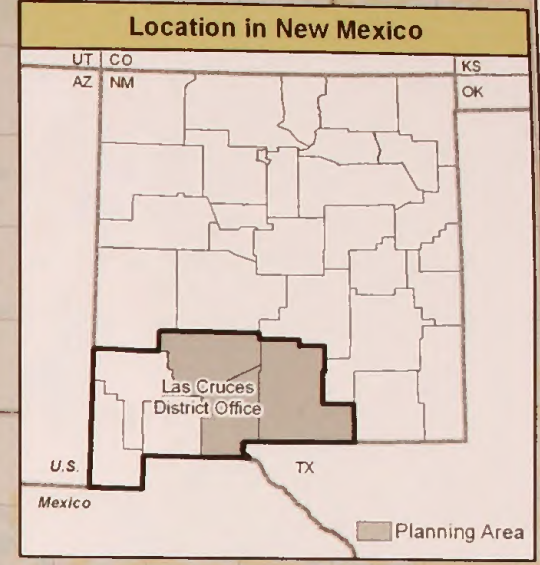 Location in New Mexico
UT CO
KS
AZ NM
OK
Las Cruces
District Office
U.S.
TX
Mexico
Planning Area